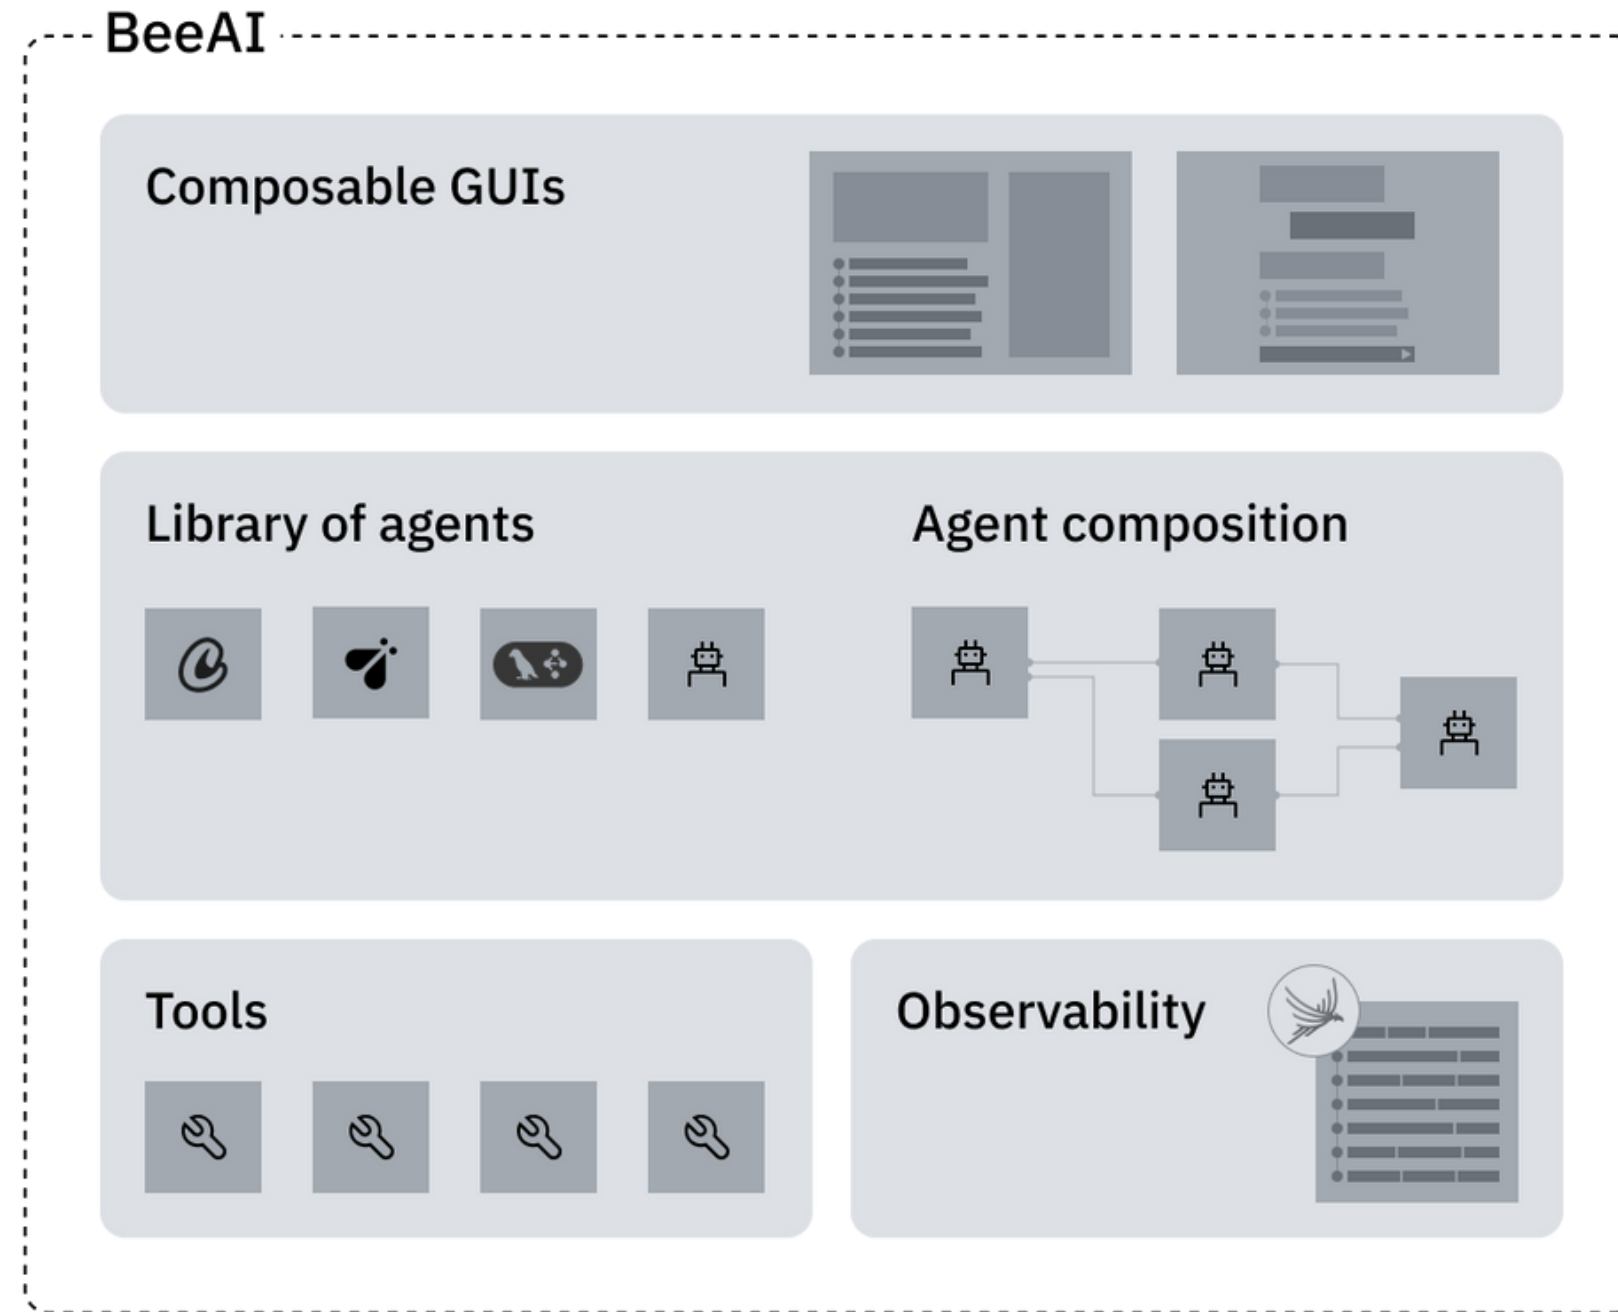 BeeAI
Composable GUIs
Library of agents
Agent composition
Tools
Observability